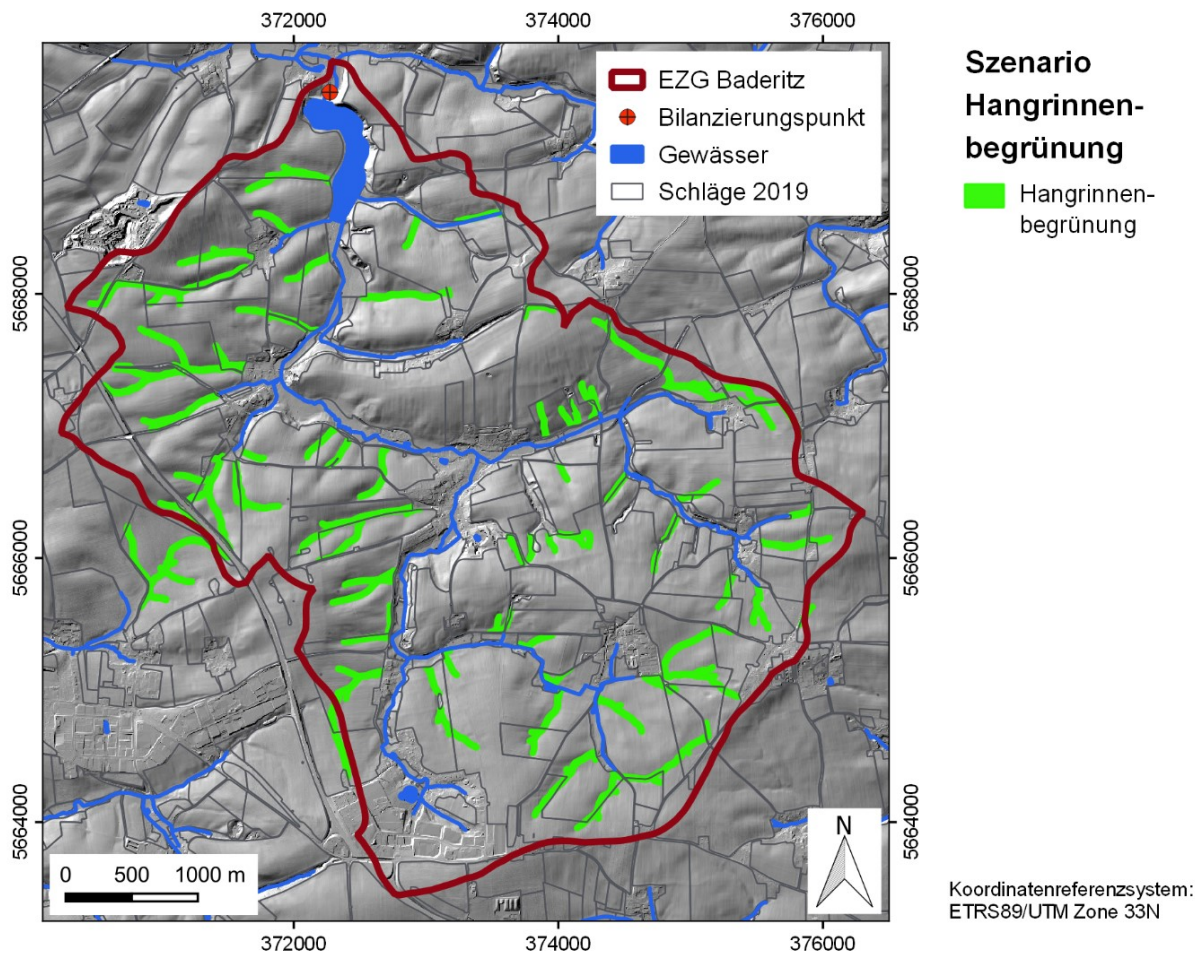 372000
374000
376000
EZG Baderitz
Bilanzierungspunkt
Gewässer
Schläge 2019
Szenario
Hangrinnen-
begrünung
Hangrinnen-
begrünung
5668000
5668000
5666000
5666000
5664000
5664000
0 500 1000 m
N
372000
374000
376000
Koordinatenreferenzsystem:
ETRS89/UTM Zone 33N